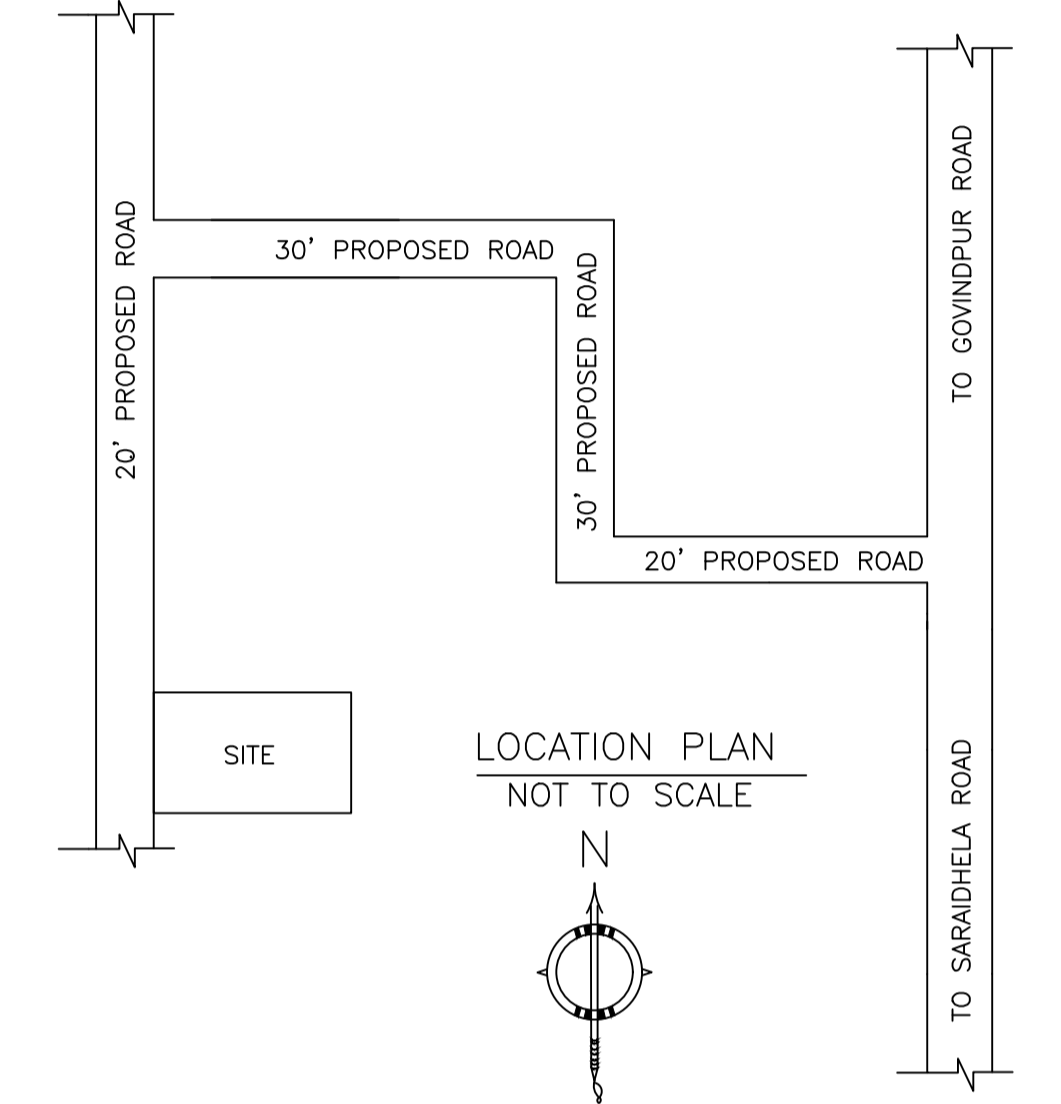 20' PROPOSED ROAD
30' PROPOSED ROAD
30' PROPOSED ROAD
20' PROPOSED ROAD
TO GOVINDPUR ROAD
TO SARAIDHELA ROAD
SITE
LOCATION PLAN
NOT TO SCALE
N